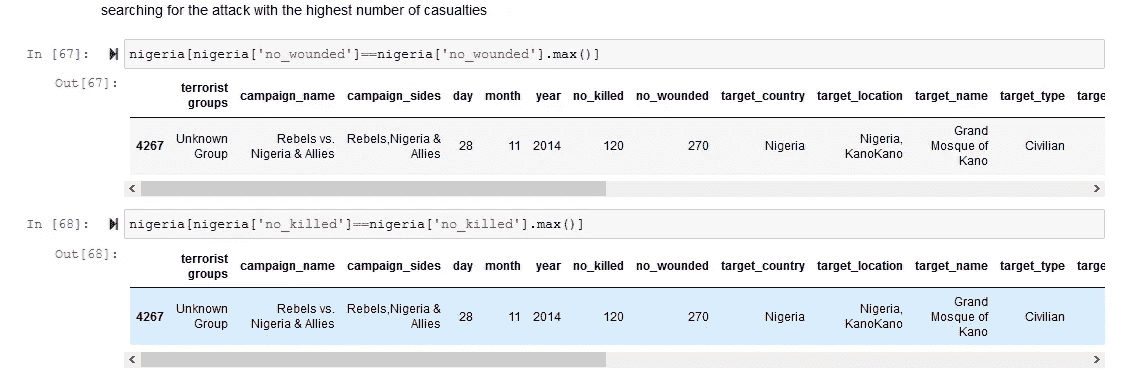 searching for the attack with the highest number of casualties
In [67]: nigeria[nigeria['no_wounded']==nigeria['no_wounded'].max()]
Out[67]:
terrorist groups campaign_name campaign_sides day month year no_killed no_wounded target_country target_location target_name target_type targe
4267 Unknown Group Rebels vs. Nigeria & Allies Rebels,Nigeria & Allies 28 11 2014 120 270 Nigeria Nigeria, KanoKano Grand Mosque of Kano Civilian
In [68]: nigeria[nigeria['no_killed']==nigeria['no_killed'].max()]
Out[68]:
terrorist groups campaign_name campaign_sides day month year no_killed no_wounded target_country target_location target_name target_type targe
4267 Unknown Group Rebels vs. Nigeria & Allies Rebels,Nigeria & Allies 28 11 2014 120 270 Nigeria Nigeria, KanoKano Grand Mosque of Kano Civilian